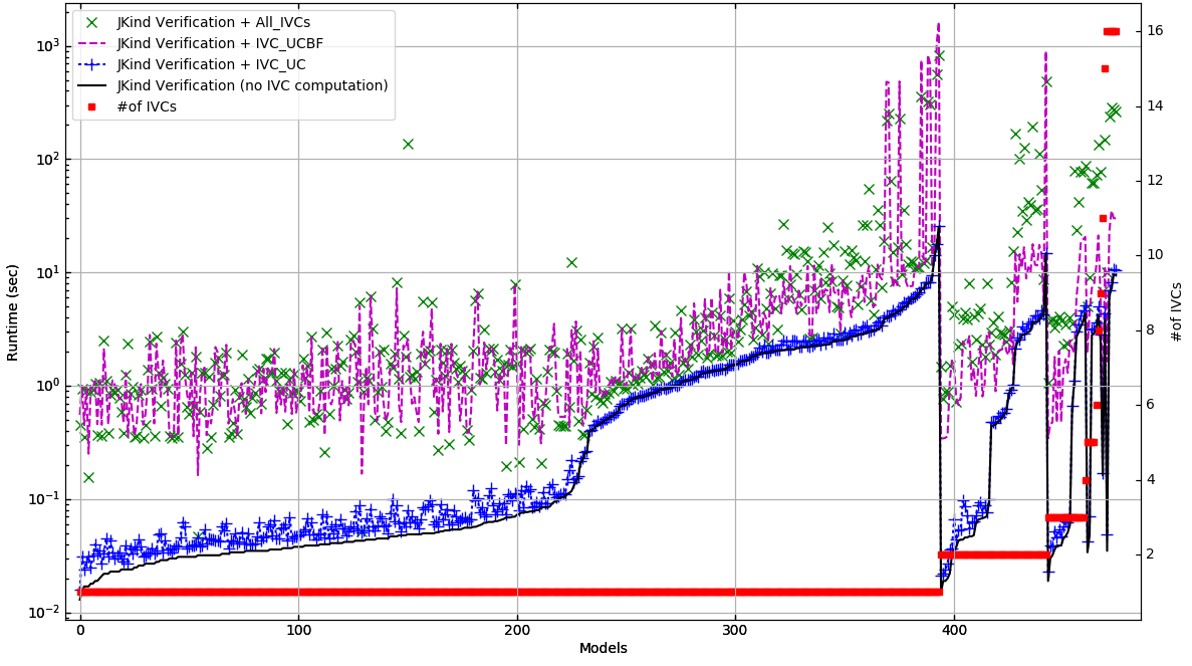 JKind Verification + All_IVCs
JKind Verification + IVC_UCBF
JKind Verification + IVC_UC
JKind Verification (no IVC computation)
#of IVCs
Runtime (sec)
10³
10²
10¹
10⁰
10⁻¹
10⁻²
16
14
12
10
8
6
4
2
#of IVCs
0 100 200 300 400
Models